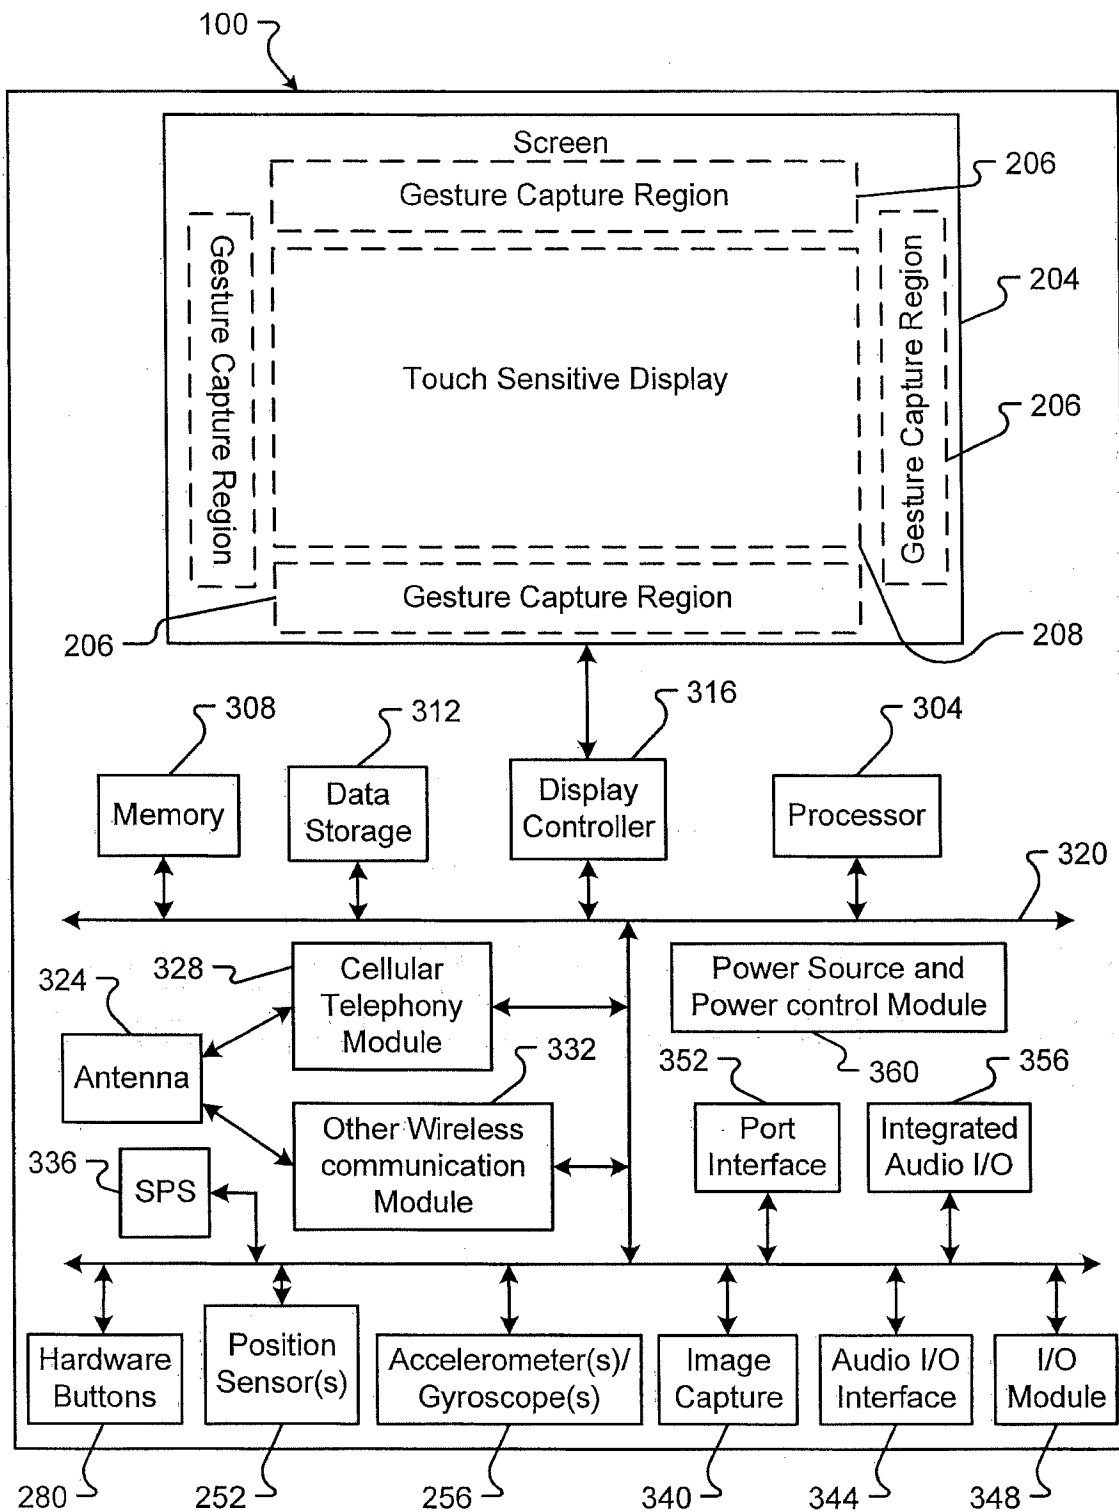 100
Screen
Gesture Capture Region
206
Gesture Capture Region
Touch Sensitive Display
Gesture Capture Region
204
206
Gesture Capture Region
206
208
308
312
316
304
Memory
Data
Storage
Display
Controller
Processor
320
324
328
Cellular
Telephony
Module
Power Source and
Power control Module
Antenna
332
352
360
356
336
SPS
Other Wireless
communication
Module
Port
Interface
Integrated
Audio I/O
Hardware
Buttons
Position
Sensor(s)
Accelerometer(s)/
Gyroscope(s)
Image
Capture
Audio I/O
Interface
I/O
Module
280
252
256
340
344
348